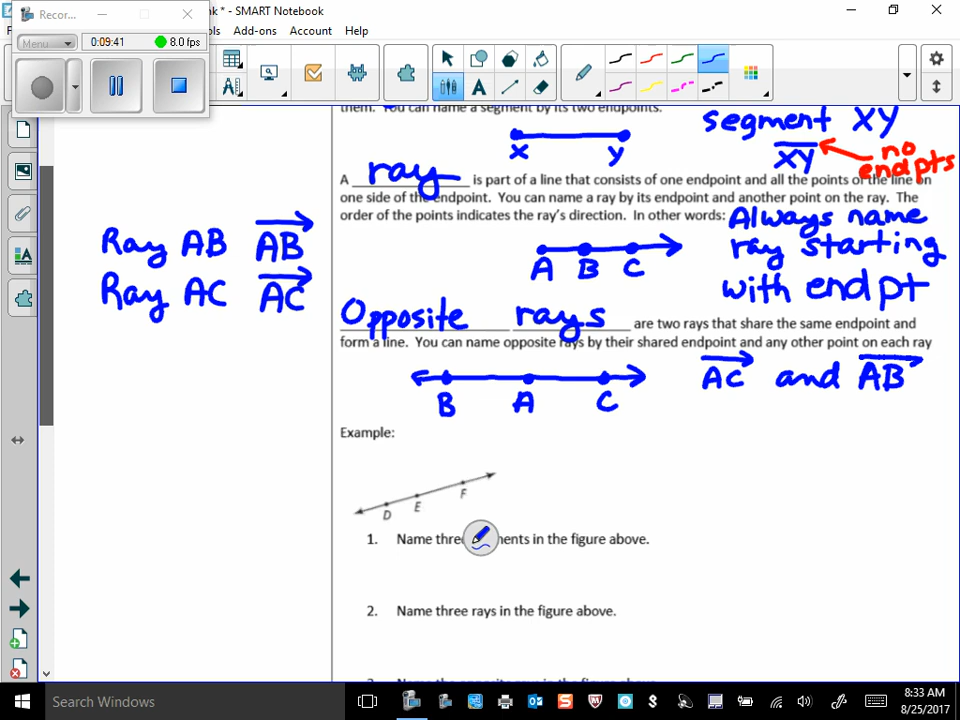 Recor...
nk * - SMART Notebook
Menu
0:09:41
8.0 fps
ols Add-ons Account Help
them. You can name a segment by its two endpoints.
segment XY
X Y
XY
no
endpts
A ray is part of a line that consists of one endpoint and all the points of the line on
one side of the endpoint. You can name a ray by its endpoint and another point on the ray. The
order of the points indicates the ray's direction. In other words: Always name
ray starting
with endpt
A B C
Ray AB AB
Ray AC AC
Opposite rays are two rays that share the same endpoint and
form a line. You can name opposite rays by their shared endpoint and any other point on each ray
B A C
AC and AB
Example:
D E F
1. Name three ments in the figure above.
2. Name three rays in the figure above.
Search Windows
8:33 AM
8/25/2017